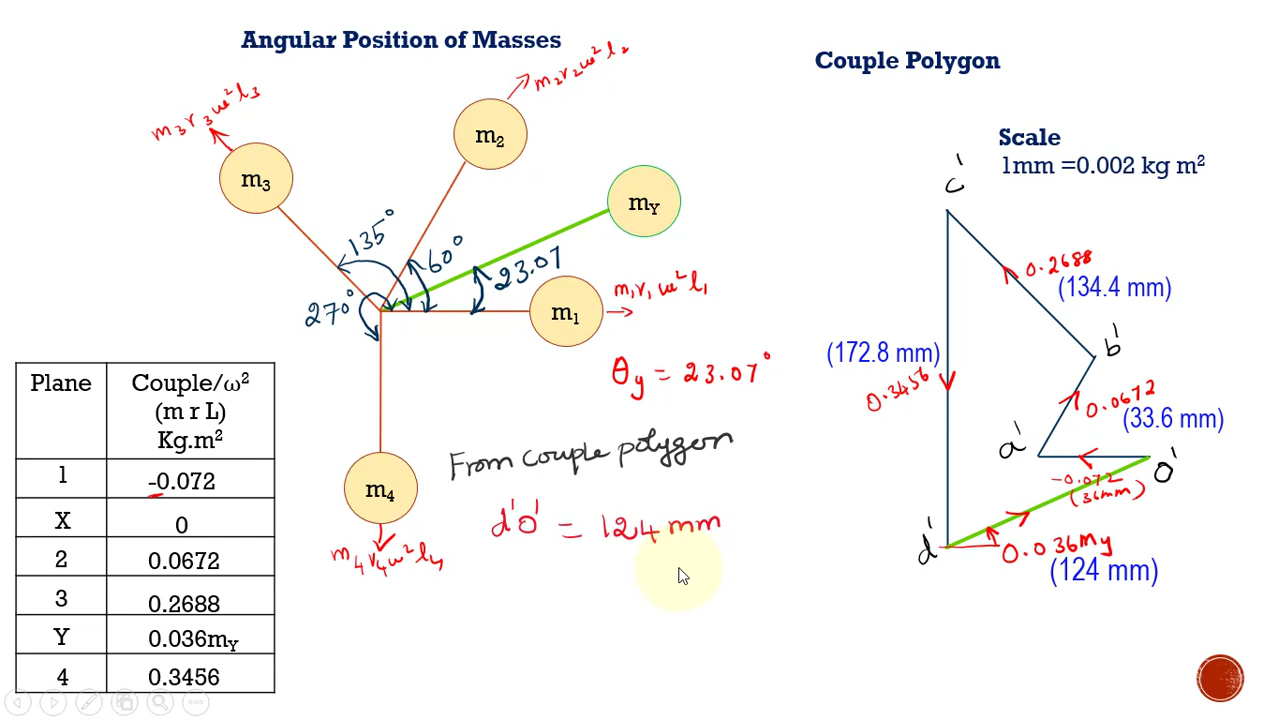 Angular Position of Masses
Couple Polygon
Scale
1mm =0.002 kg m²
m₃r₃ω²l₃
m₂r₂ω²l₂
m₃
m₂
mY
m₁
m₄
135°
60°
23.07
270°
m₁r₁ω²l₁
θy = 23.07°
m₄r₄ω²l₄
From couple polygon
d'O' = 124 mm
Plane Couple/ω² (m r L) Kg.m²
1 -0.072
X 0
2 0.0672
3 0.2688
Y 0.036mY
4 0.3456
c'
0.2688
(134.4 mm)
(172.8 mm)
0.3456
b'
0.0672
(33.6 mm)
a'
O'
-0.072
(36mm)
d'
0.036My
(124 mm)